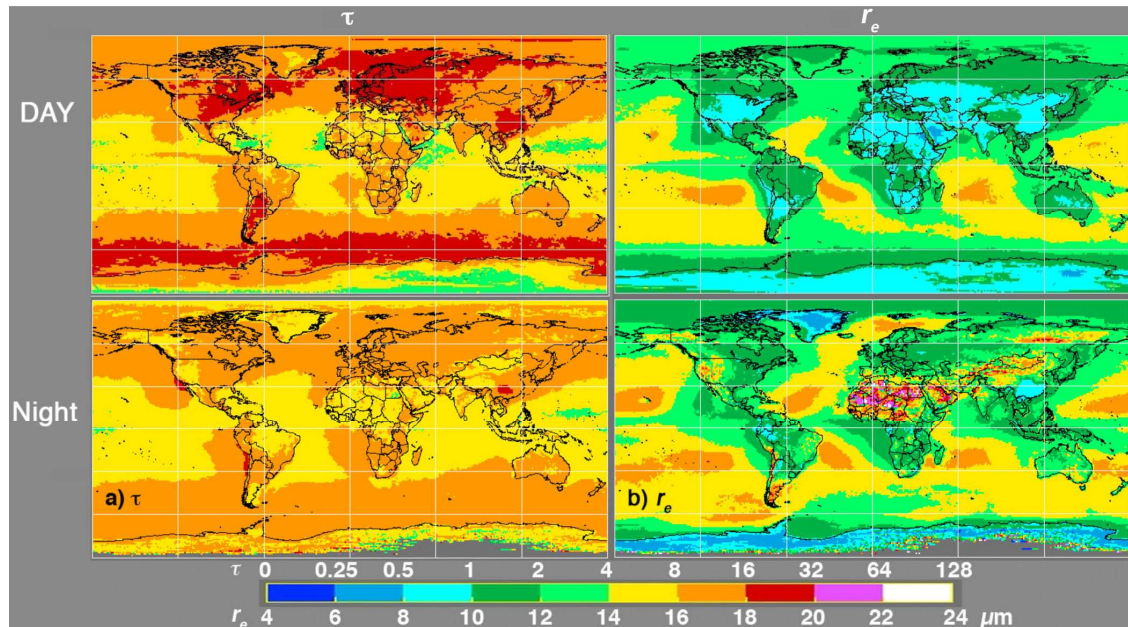 τ
r_e
DAY
Night
a) τ
b) r_e
τ 0 0.25 0.5 1 2 4 8 16 32 64 128
r_e 4 6 8 10 12 14 16 18 20 22 24 μm